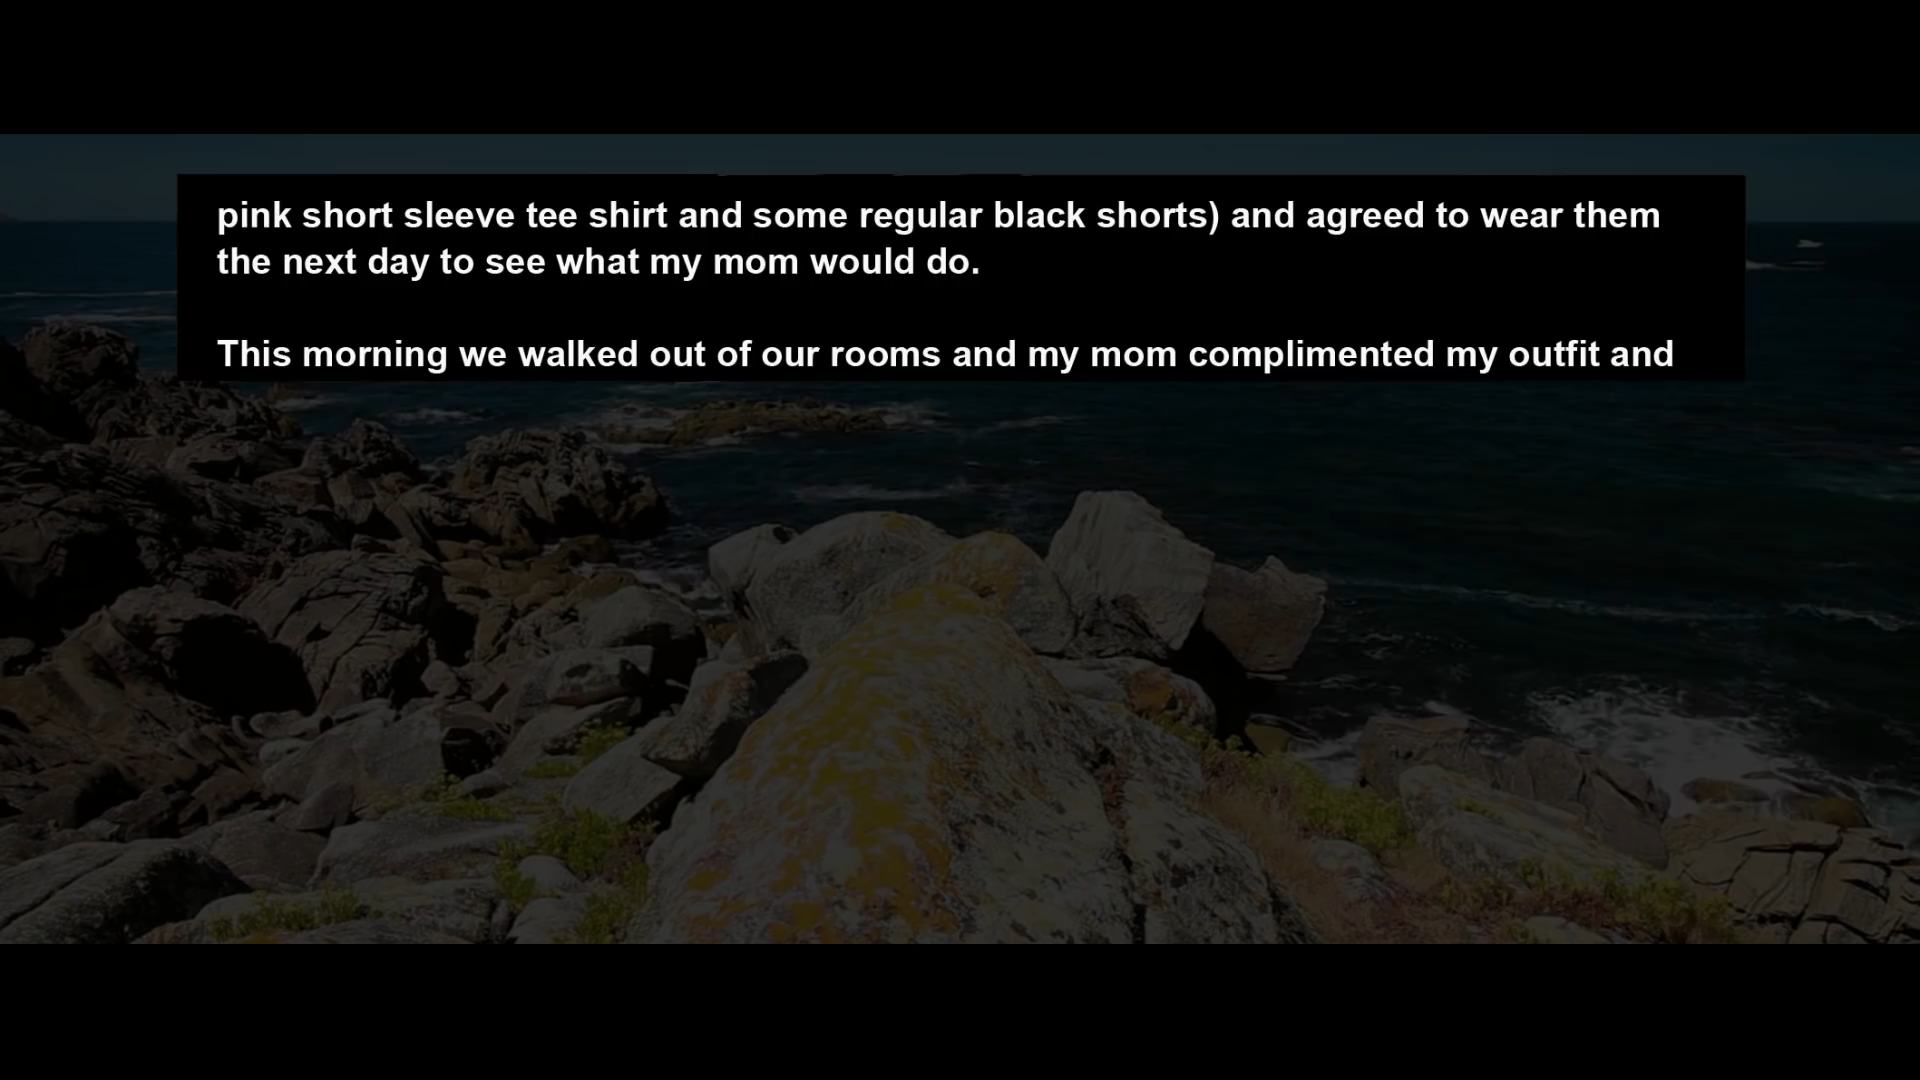 pink short sleeve tee shirt and some regular black shorts) and agreed to wear them
the next day to see what my mom would do.
This morning we walked out of our rooms and my mom complimented my outfit and